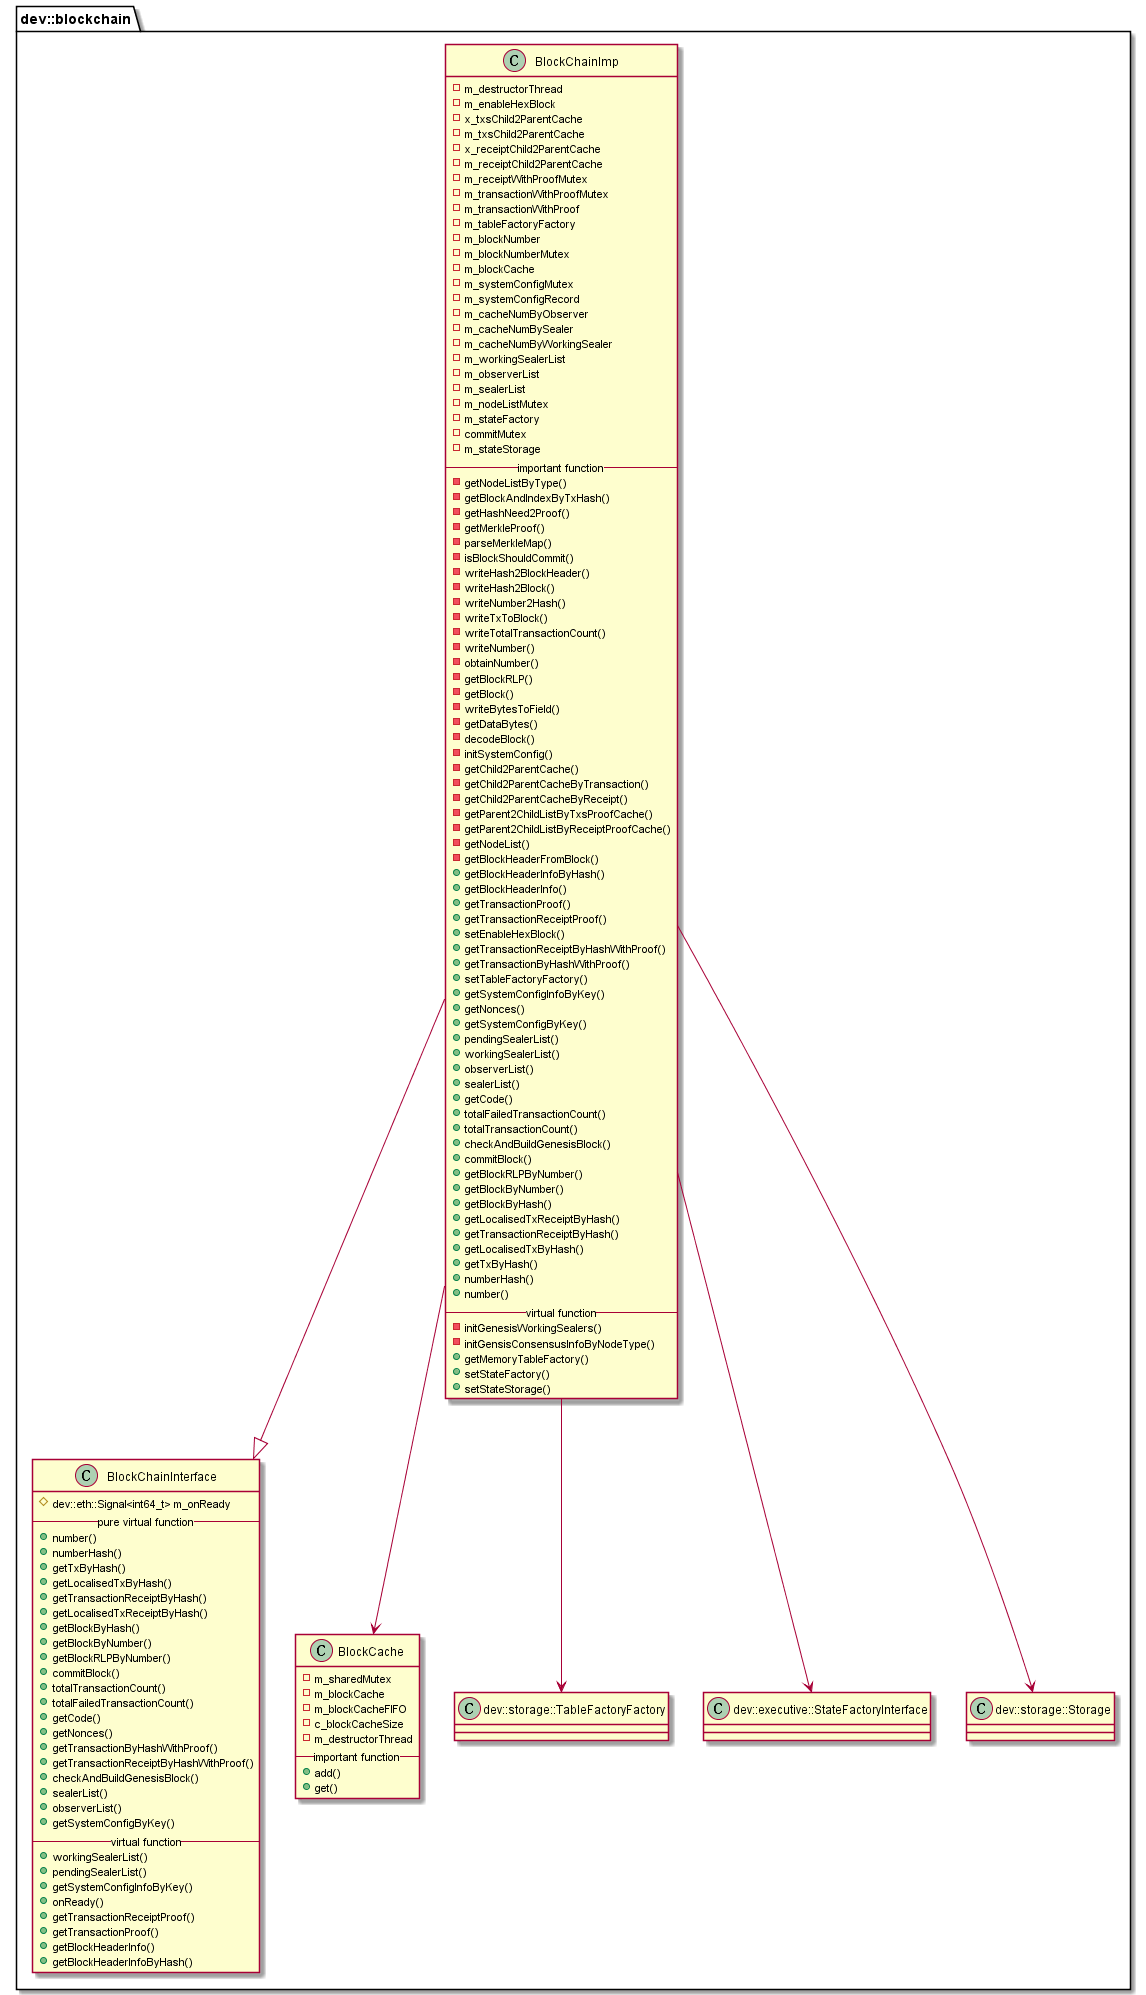 dev::blockchain
C BlockChainImp
m_destructorThread
m_enableHexBlock
x_txsChild2ParentCache
m_txsChild2ParentCache
x_receiptChild2ParentCache
m_receiptChild2ParentCache
m_receiptWithProofMutex
m_transactionWithProofMutex
m_transactionWithProof
m_tableFactoryFactory
m_blockNumber
m_blockNumberMutex
m_blockCache
m_systemConfigMutex
m_systemConfigRecord
m_cacheNumByObserver
m_cacheNumBySealer
m_cacheNumByWorkingSealer
m_workingSealerList
m_observerList
m_sealerList
m_nodeListMutex
m_stateFactory
commitMutex
m_stateStorage
important function
getNodeListByType()
getBlockAndIndexByTxHash()
getHashNeed2Proof()
getMerkleProof()
parseMerkleMap()
isBlockShouldCommit()
writeHash2BlockHeader()
writeHash2Block()
writeNumber2Hash()
writeTxToBlock()
writeTotalTransactionCount()
writeNumber()
obtainNumber()
getBlockRLP()
getBlock()
writeBytesToField()
getDataBytes()
decodeBlock()
initSystemConfig()
getChild2ParentCache()
getChild2ParentCacheByTransaction()
getChild2ParentCacheByReceipt()
getParent2ChildListByTxsProofCache()
getParent2ChildListByReceiptProofCache()
getNodeList()
getBlockHeaderFromBlock()
getBlockHeaderInfoByHash()
getBlockHeaderInfo()
getTransactionProof()
getTransactionReceiptProof()
setEnableHexBlock()
getTransactionReceiptByHashWithProof()
getTransactionByHashWithProof()
setTableFactoryFactory()
getSystemConfigInfoByKey()
getNonces()
getSystemConfigByKey()
pendingSealerList()
workingSealerList()
observerList()
sealerList()
getCode()
totalFailedTransactionCount()
totalTransactionCount()
checkAndBuildGenesisBlock()
commitBlock()
getBlockRLPByNumber()
getBlockByNumber()
getBlockByHash()
getLocalisedTxReceiptByHash()
getTransactionReceiptByHash()
getLocalisedTxByHash()
getTxByHash()
numberHash()
number()
virtual function
initGenesisWorkingSealers()
initGensisConsensusInfoByNodeType()
getMemoryTableFactory()
setStateFactory()
setStateStorage()
C BlockChainInterface
dev::eth::Signal<int64_t> m_onReady
pure virtual function
number()
numberHash()
getTxByHash()
getLocalisedTxByHash()
getTransactionReceiptByHash()
getLocalisedTxReceiptByHash()
getBlockByHash()
getBlockByNumber()
getBlockRLPByNumber()
commitBlock()
totalTransactionCount()
totalFailedTransactionCount()
getCode()
getNonces()
getTransactionByHashWithProof()
getTransactionReceiptByHashWithProof()
checkAndBuildGenesisBlock()
sealerList()
observerList()
getSystemConfigByKey()
virtual function
workingSealerList()
pendingSealerList()
getSystemConfigInfoByKey()
onReady()
getTransactionReceiptProof()
getTransactionProof()
getBlockHeaderInfo()
getBlockHeaderInfoByHash()
C BlockCache
m_sharedMutex
m_blockCache
m_blockCacheFIFO
c_blockCacheSize
m_destructorThread
important function
add()
get()
C dev::storage::TableFactoryFactory
C dev::executive::StateFactoryInterface
C dev::storage::Storage